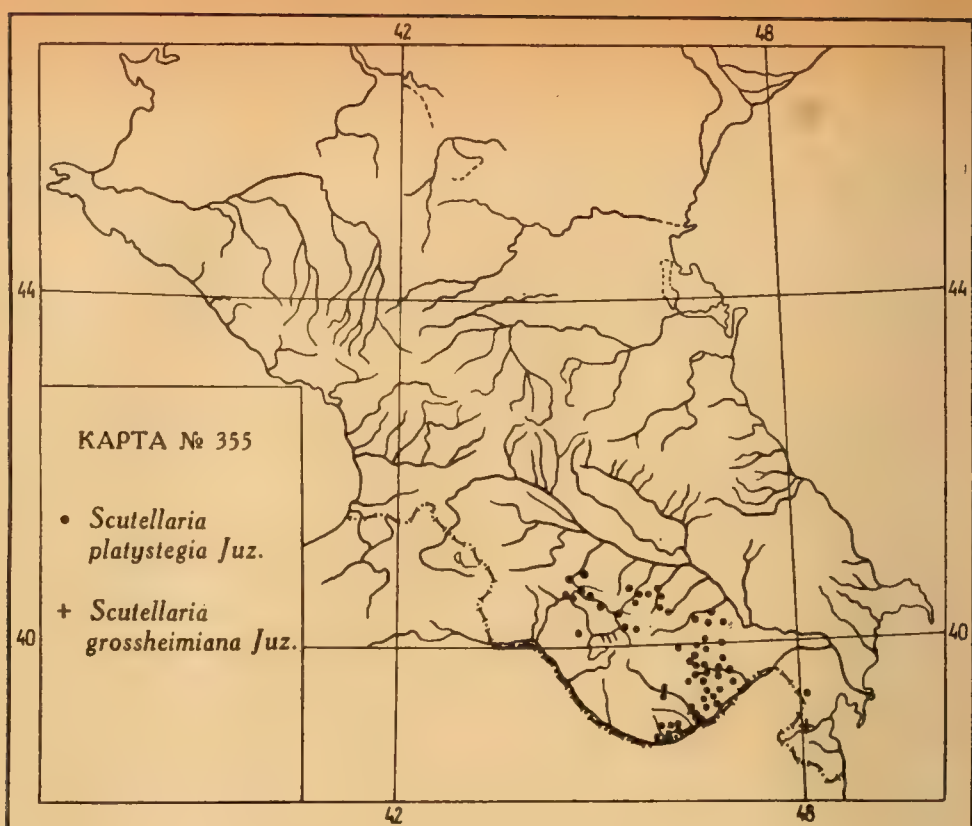 42 48
44 44
КАРТА № 355
• Scutellaria
platystegia Juz.
+ Scutellaria
grossheimiana Juz.
40 40
42 48